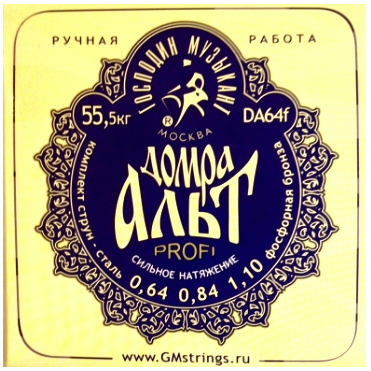 РУЧНАЯ РАБОТА
ГОСПОДИН МУЗЫКАНТ
®
МОСКВА
55,5кг DA64f
ДОМРА
АЛЬТ
PROFI
СИЛЬНОЕ НАТЯЖЕНИЕ
комплект струн - сталь 0,64 0,84 1,10 фосфорная бронза
www.GMstrings.ru